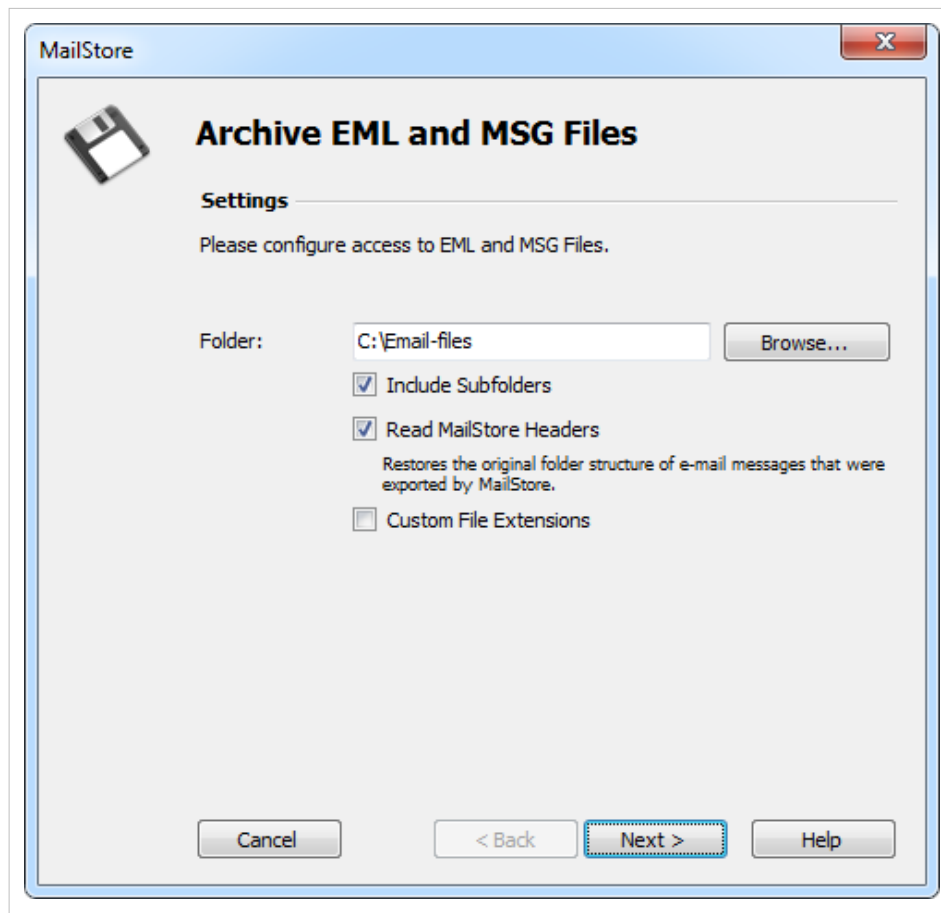 MailStore
Archive EML and MSG Files
Settings
Please configure access to EML and MSG Files.
Folder: C:\Email-files Browse...
Include Subfolders
Read MailStore Headers
Restores the original folder structure of e-mail messages that were
exported by MailStore.
Custom File Extensions
Cancel < Back Next > Help